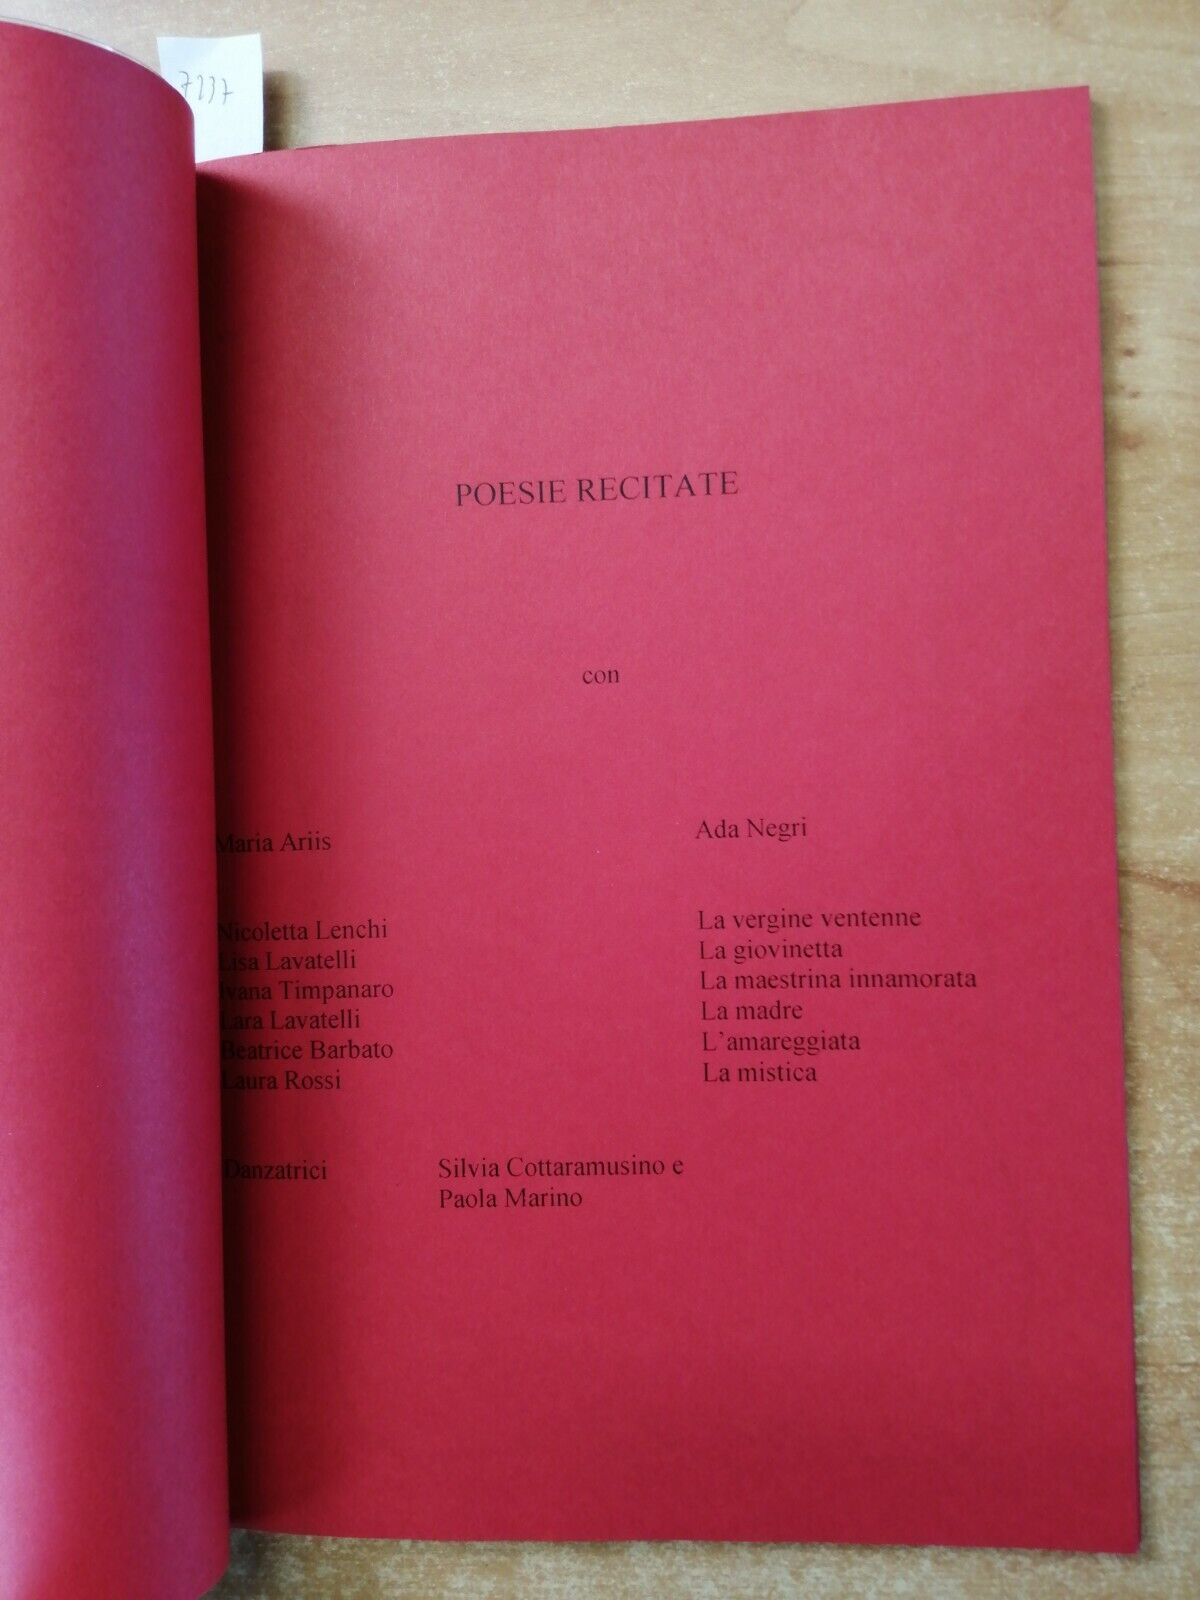 7237
POESIE RECITATE
con
Maria Ariis Ada Negri
Nicoletta Lenchi La vergine ventenne
Lisa Lavatelli La giovinetta
Ivana Timpanaro La maestrina innamorata
Lara Lavatelli La madre
Beatrice Barbato L'amareggiata
Laura Rossi La mistica
Danzatrici Silvia Cottaramusino e
Paola Marino